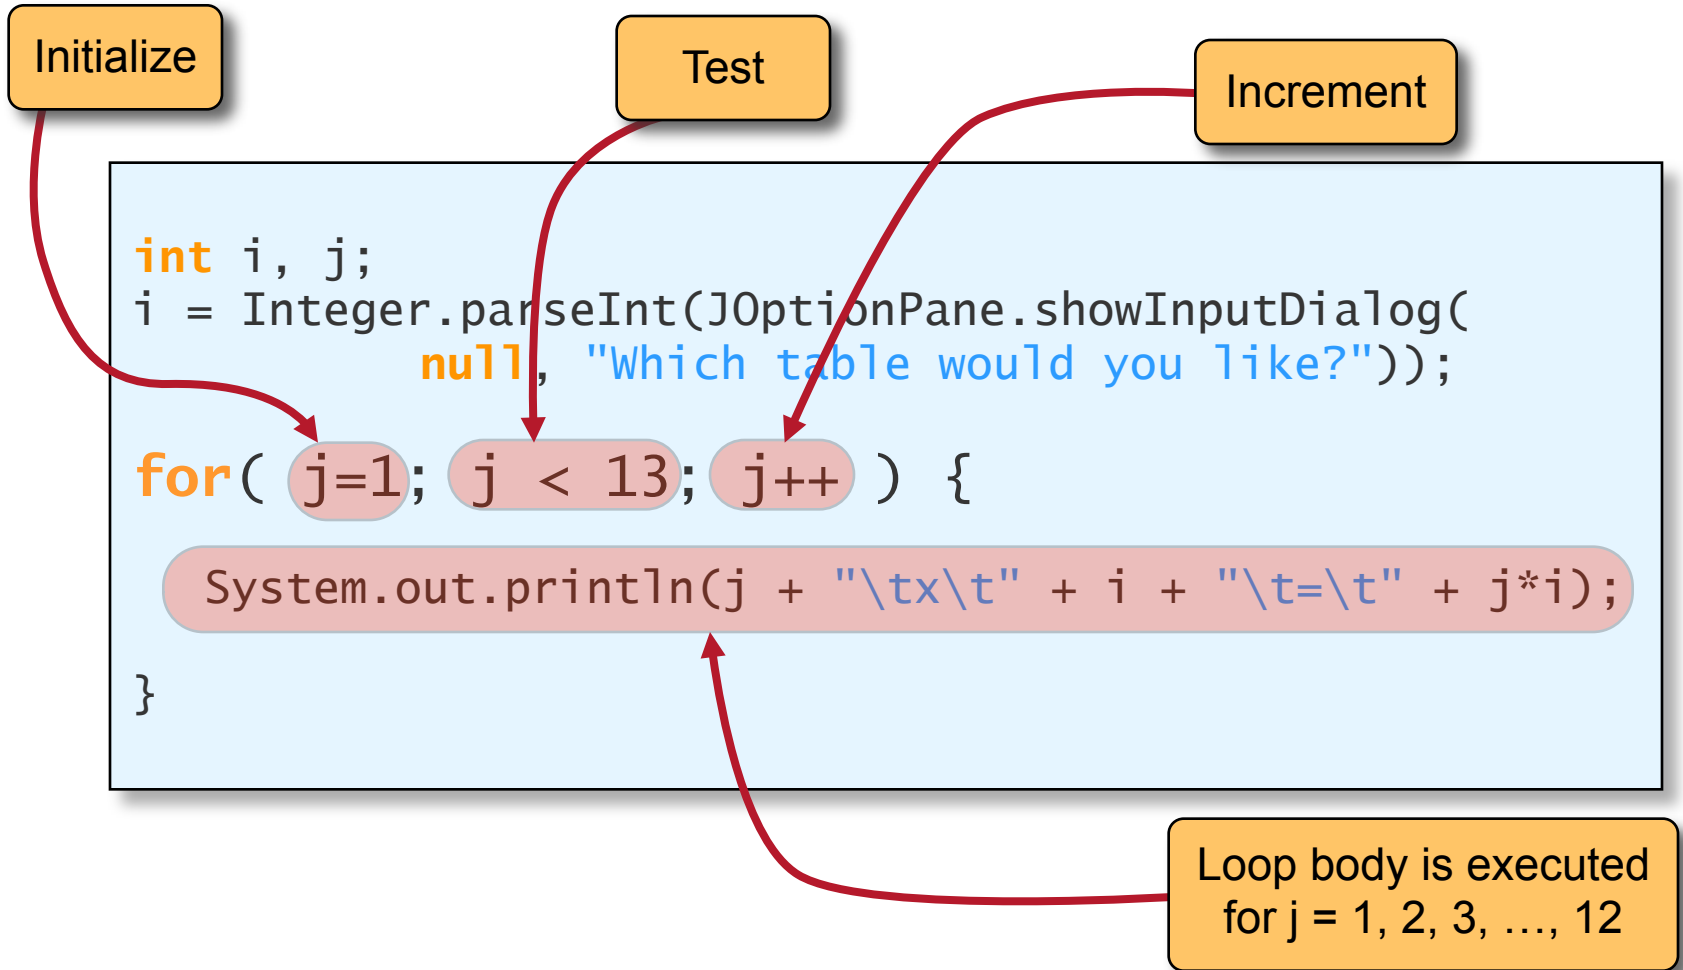 Initialize
Test
Increment
int i, j;
i = Integer.parseInt(JOptionPane.showInputDialog(
null, "Which table would you like?"));
for( j=1; j < 13; j++ ) {
System.out.println(j + "\tx\t" + i + "\t=\t" + j*i);
}
Loop body is executed
for j = 1, 2, 3, …, 12